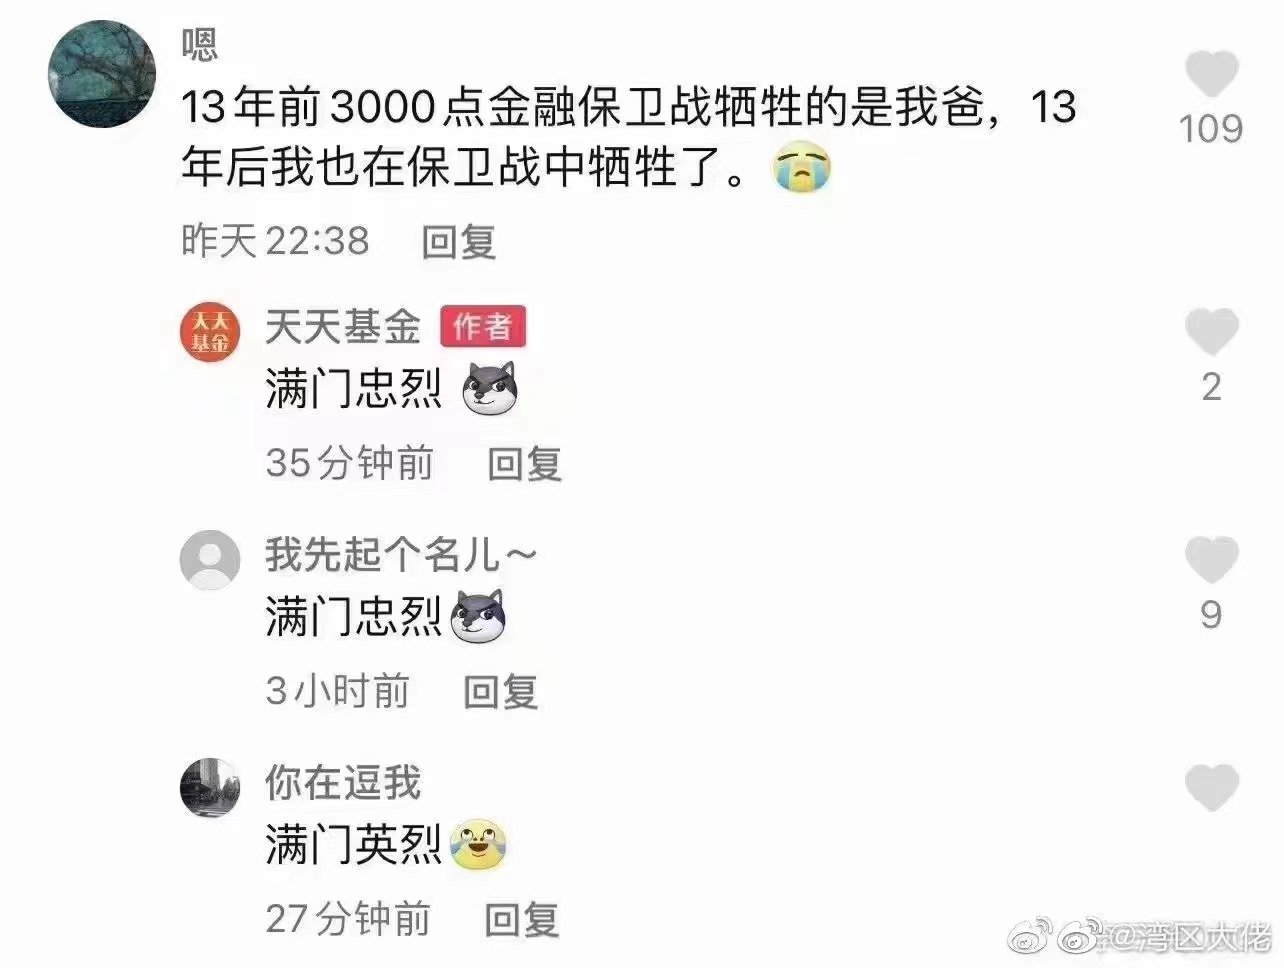 嗯
13年前3000点金融保卫战牺牲的是我爸，13
年后我也在保卫战中牺牲了。
109
昨天22:38 回复
天天基金
天天基金 作者
满门忠烈
2
35分钟前 回复
我先起个名儿～
满门忠烈
9
3小时前 回复
你在逗我
满门英烈
27分钟前 回复
@湾区大佬